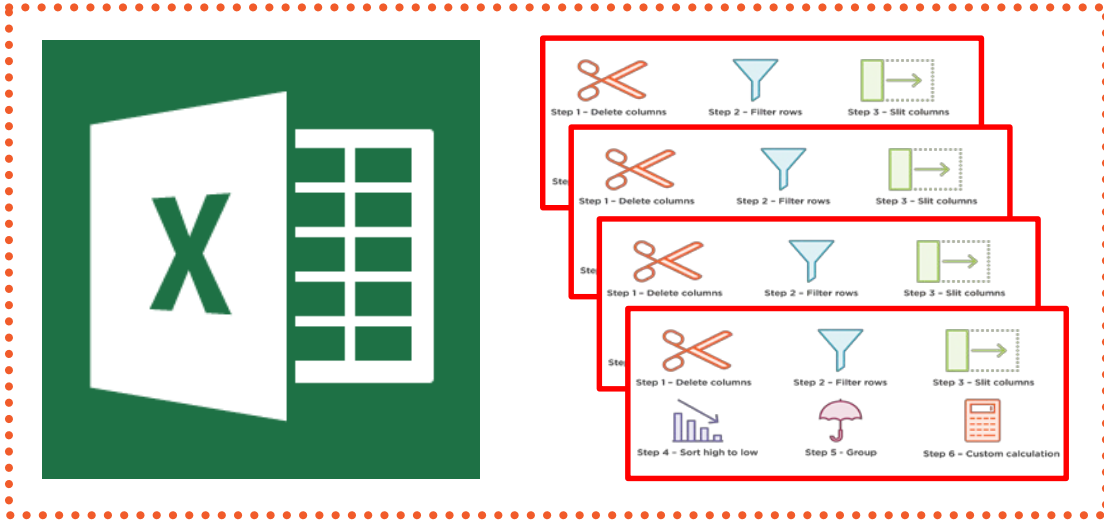 X
Step 1 – Delete columns Step 2 – Filter rows Step 3 – Slit columns
Step
Step 1 – Delete columns Step 2 – Filter rows Step 3 – Slit columns
Step
Step 1 – Delete columns Step 2 – Filter rows Step 3 – Slit columns
Step
Step 1 – Delete columns Step 2 – Filter rows Step 3 – Slit columns
Step 4 – Sort high to low Step 5 - Group Step 6 – Custom calculation